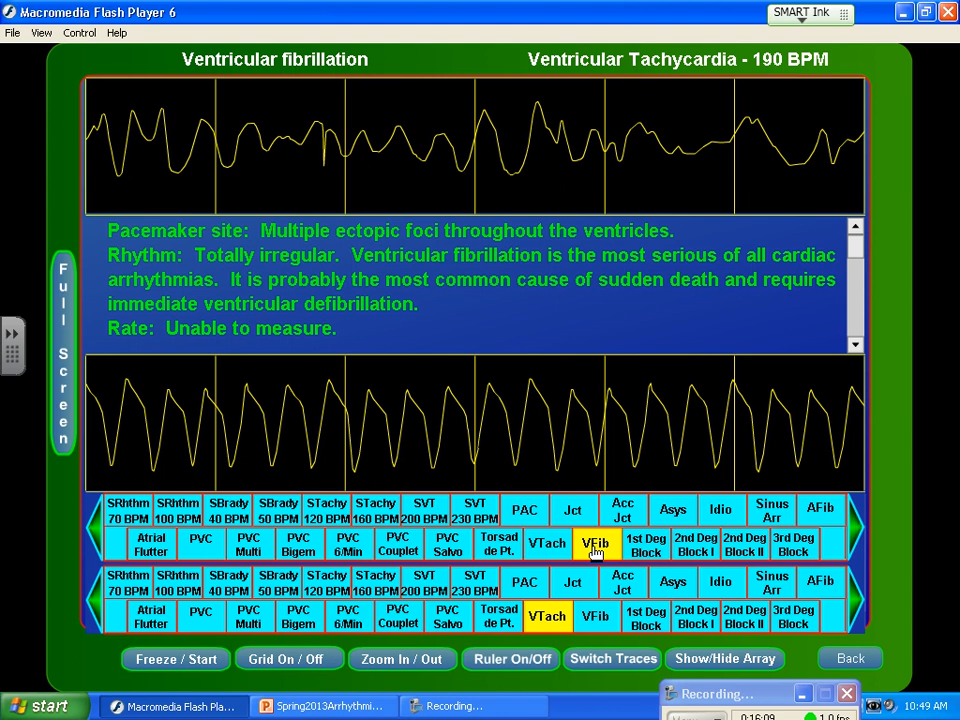 Macromedia Flash Player 6
SMART Ink
File View Control Help
Ventricular fibrillation
Ventricular Tachycardia - 190 BPM
Pacemaker site: Multiple ectopic foci throughout the ventricles.
Rhythm: Totally irregular. Ventricular fibrillation is the most serious of all cardiac
arrhythmias. It is probably the most common cause of sudden death and requires
immediate ventricular defibrillation.
Rate: Unable to measure.
Full Screen
SRhthm SRhthm SBrady SBrady STachy STachy SVT SVT PAC Jct Acc Asys Idio Sinus AFib
70 BPM 100 BPM 40 BPM 50 BPM 120 BPM 160 BPM 200 BPM 230 BPM Jct Arr
Atrial PVC PVC PVC PVC PVC PVC Torsad VTach VFib 1st Deg 2nd Deg 2nd Deg 3rd Deg
Flutter Multi Bigem 6/Min Couplet Salvo de Pt. Block Block I Block II Block
SRhthm SRhthm SBrady SBrady STachy STachy SVT SVT PAC Jct Acc Asys Idio Sinus AFib
70 BPM 100 BPM 40 BPM 50 BPM 120 BPM 160 BPM 200 BPM 230 BPM Jct Arr
Atrial PVC PVC PVC PVC PVC PVC Torsad VTach VFib 1st Deg 2nd Deg 2nd Deg 3rd Deg
Flutter Multi Bigem 6/Min Couplet Salvo de Pt. Block Block I Block II Block
Freeze / Start Grid On / Off Zoom In / Out Ruler On/Off Switch Traces Show/Hide Array Back
Recording...
start Macromedia Flash Pla... Spring2013Arrhythmi... Recording... 10:49 AM
0:16:09 1.0 fps